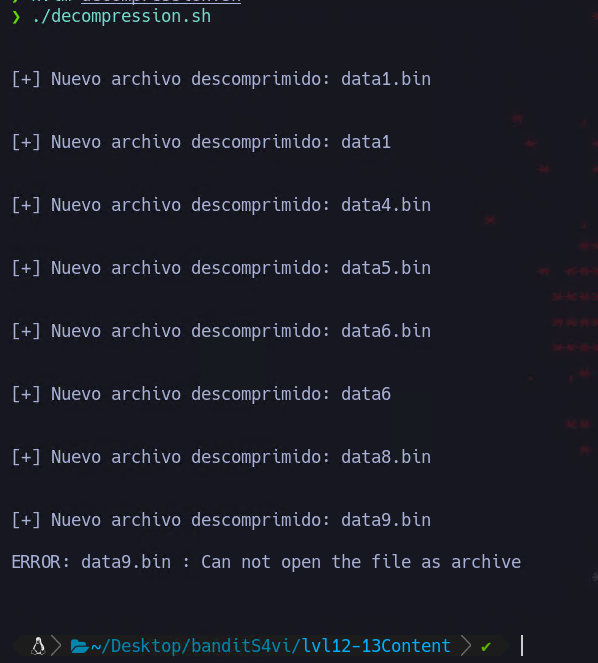 ❯ ./decompression.sh
[+] Nuevo archivo descomprimido: data1.bin
[+] Nuevo archivo descomprimido: data1
[+] Nuevo archivo descomprimido: data4.bin
[+] Nuevo archivo descomprimido: data5.bin
[+] Nuevo archivo descomprimido: data6.bin
[+] Nuevo archivo descomprimido: data6
[+] Nuevo archivo descomprimido: data8.bin
[+] Nuevo archivo descomprimido: data9.bin
ERROR: data9.bin : Can not open the file as archive
~/Desktop/banditS4vi/lvl12-13Content ✔